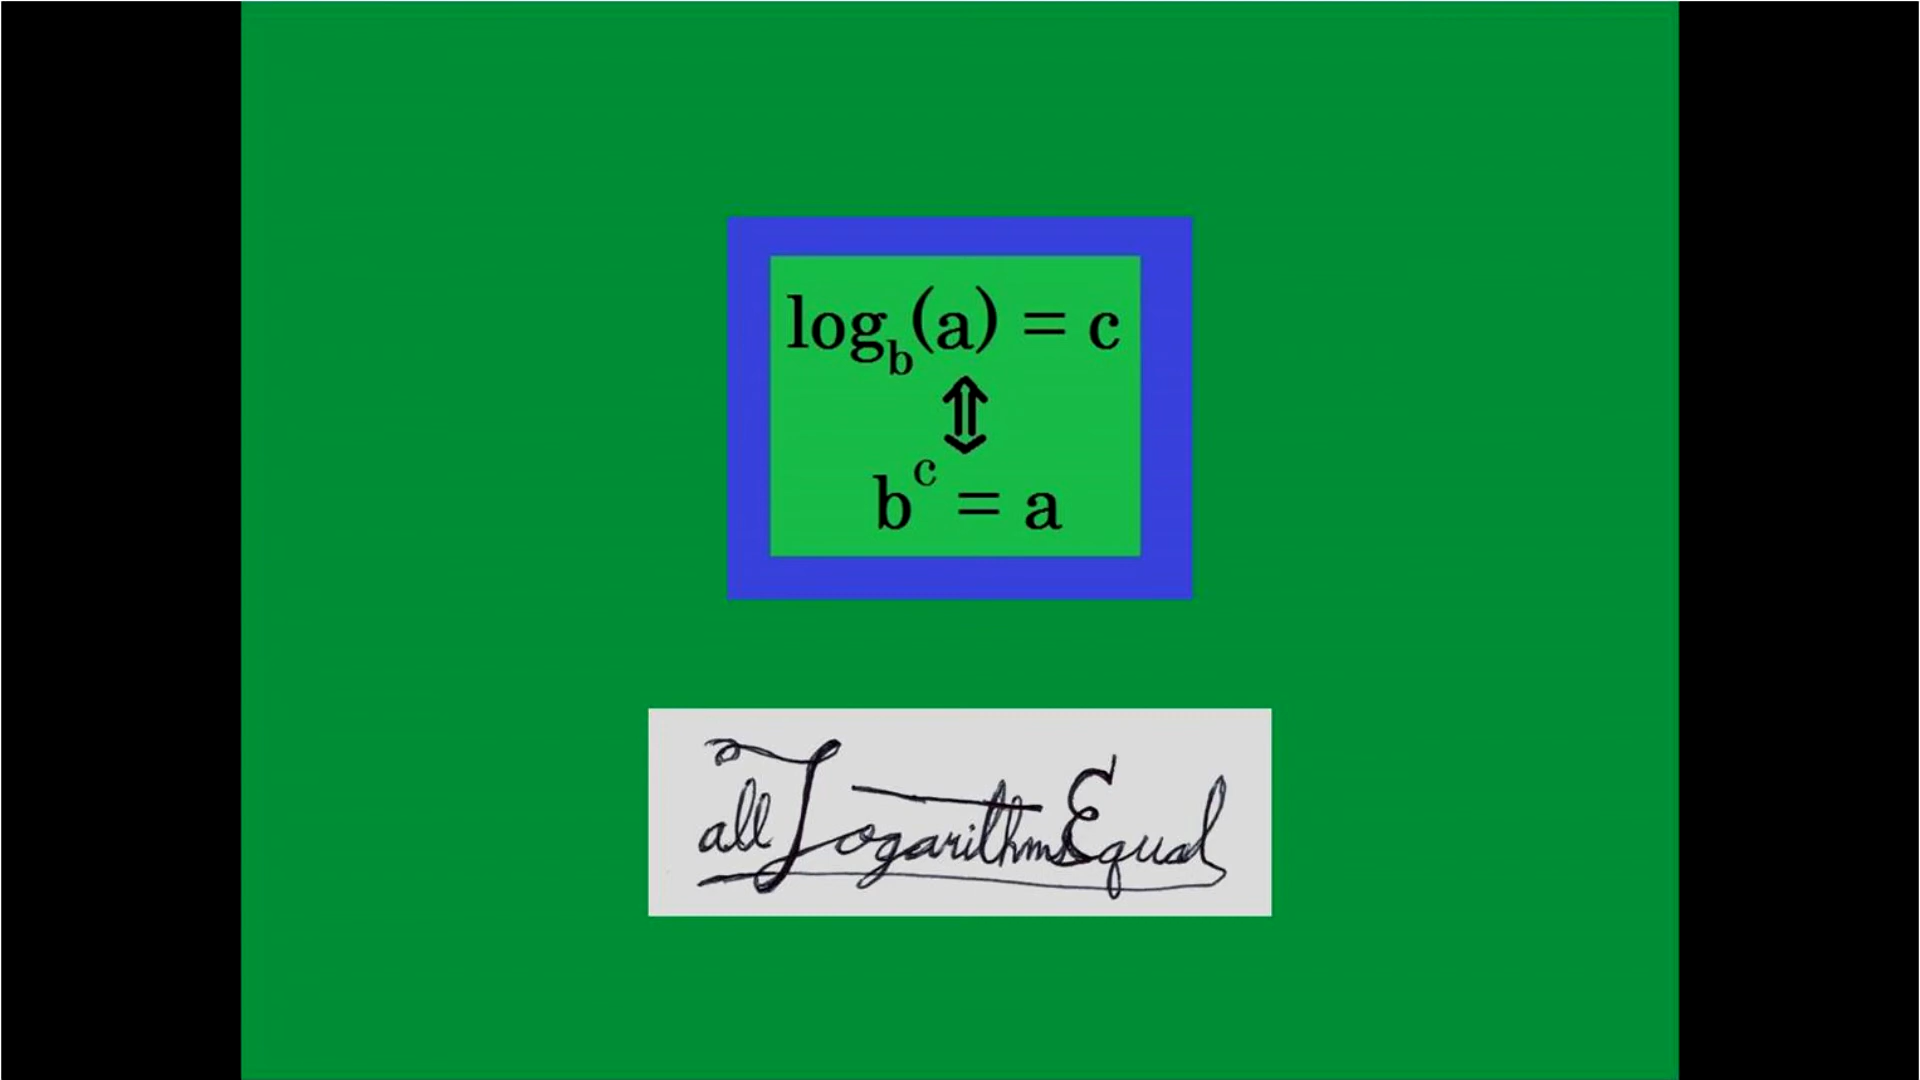 log_b(a) = c
⇕
b^c = a
all Logarithms Equal